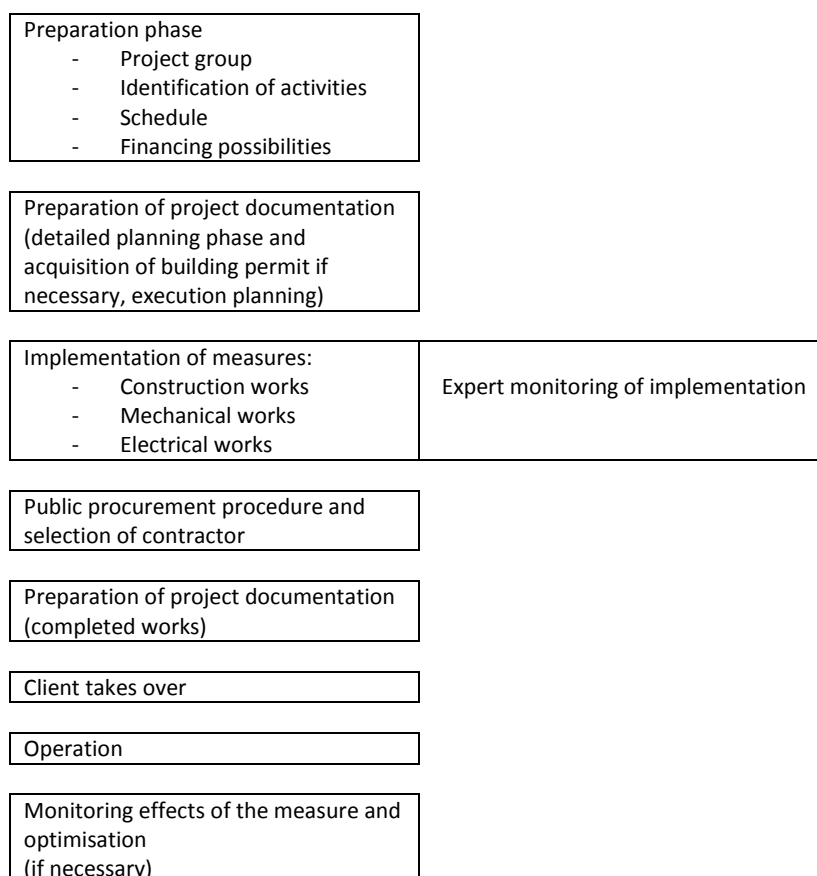 Preparation phase
- Project group
- Identification of activities
- Schedule
- Financing possibilities
Preparation of project documentation
(detailed planning phase and
acquisition of building permit if
necessary, execution planning)
Implementation of measures:
- Construction works
- Mechanical works
- Electrical works
Expert monitoring of implementation
Public procurement procedure and
selection of contractor
Preparation of project documentation
(completed works)
Client takes over
Operation
Monitoring effects of the measure and
optimisation
(if necessary)